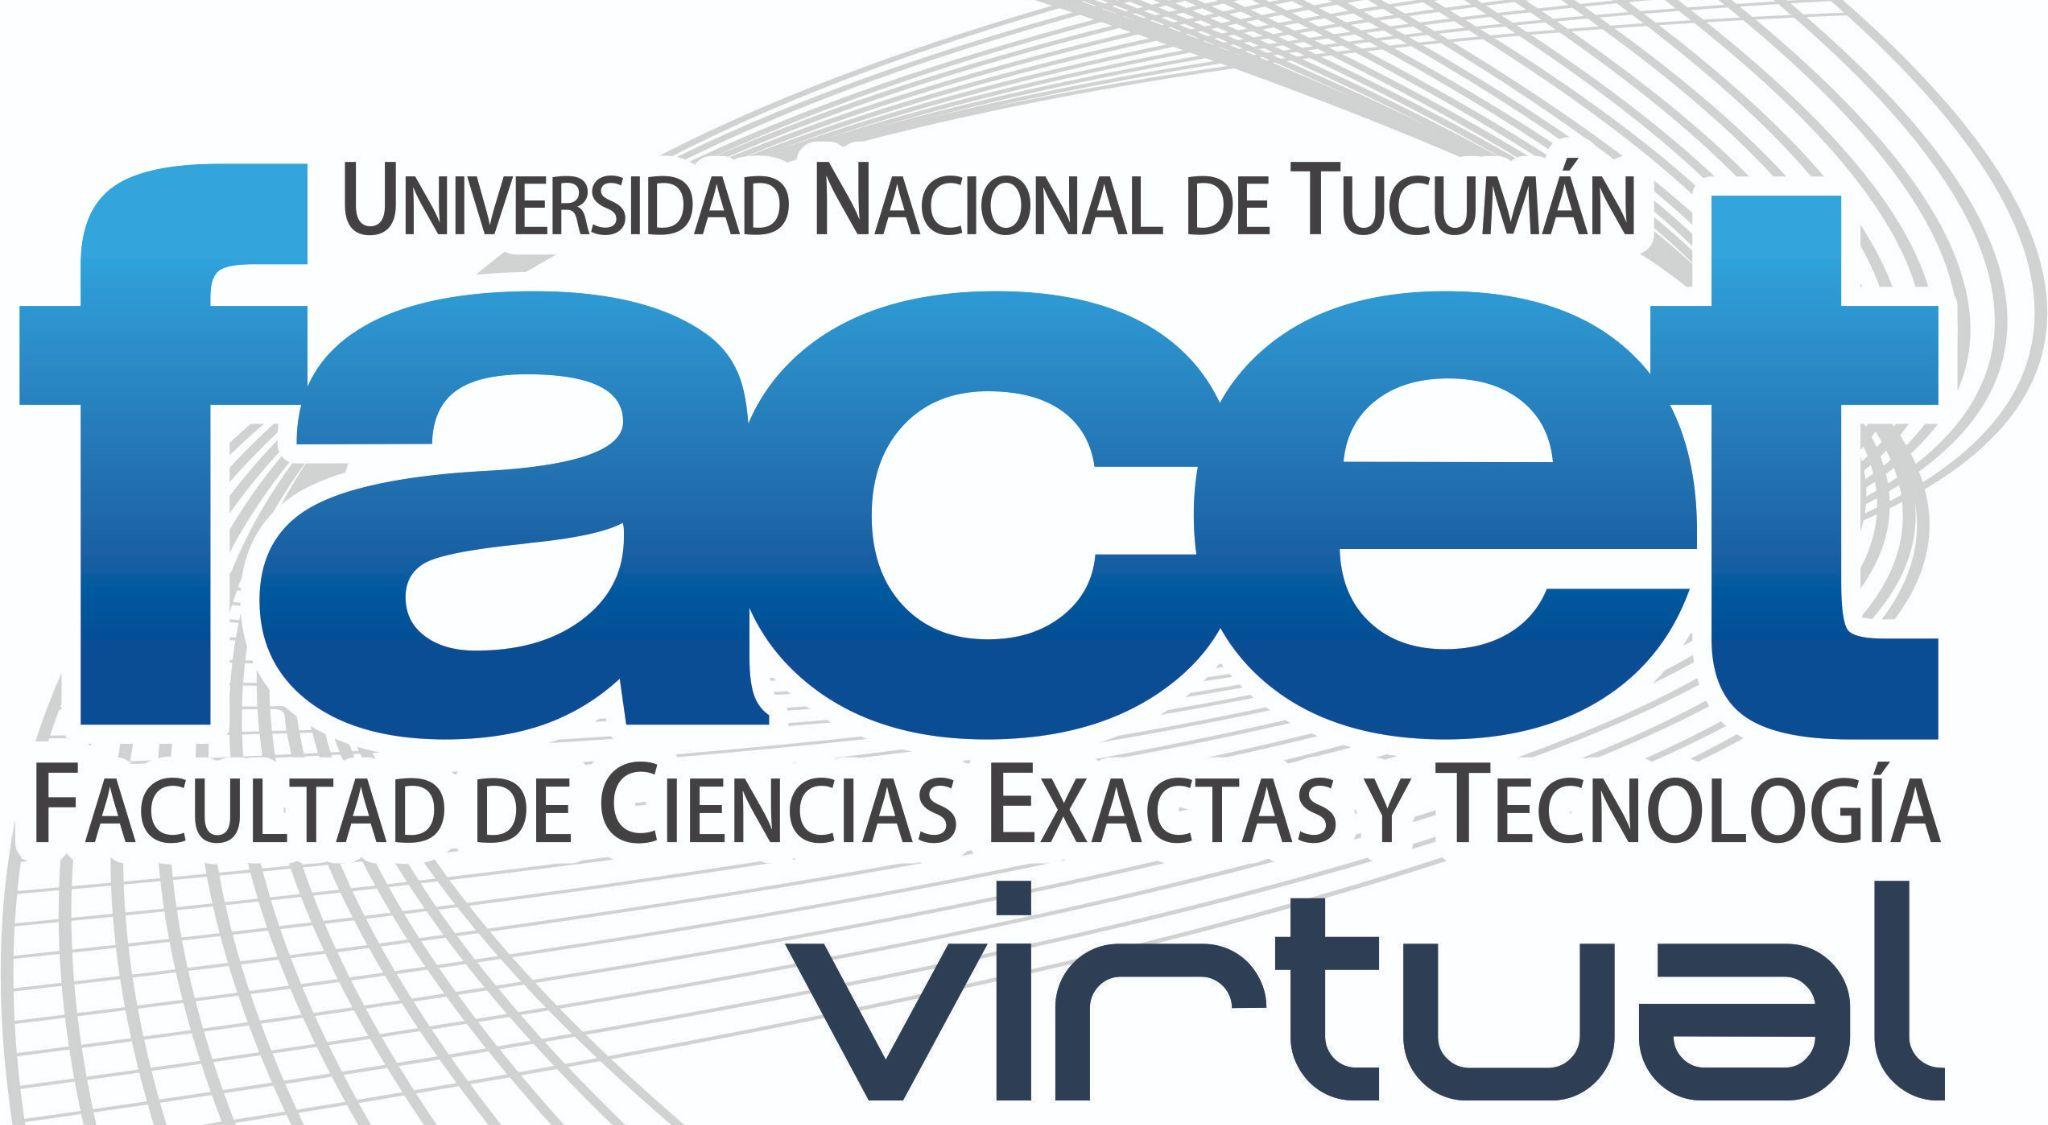 Universidad Nacional de Tucumán
facet
Facultad de Ciencias Exactas y Tecnología
virtual